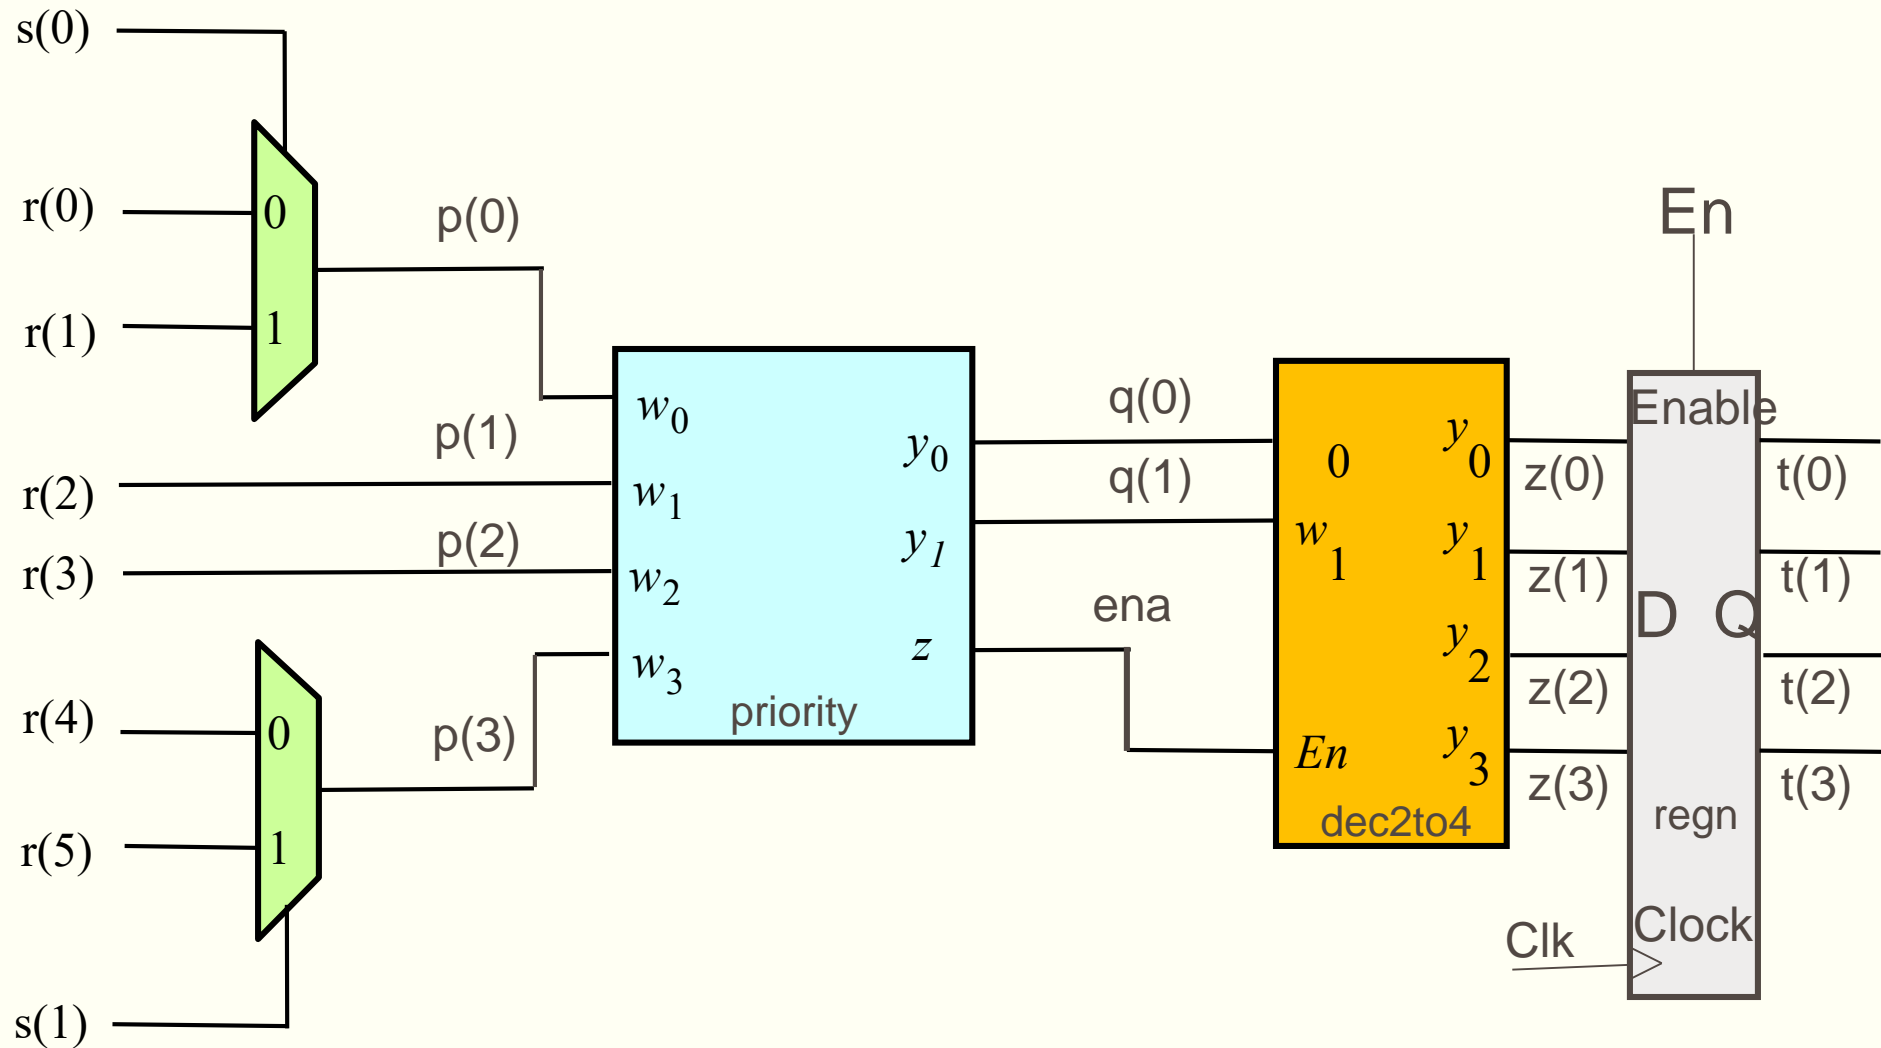 s(0)
r(0)
0
p(0)
r(1)
1
En
Enable
w0
q(0)
y0
p(1)
y0
0
z(0)
t(0)
r(2)
w1
q(1)
p(2)
y1
w1
y1
z(1)
t(1)
r(3)
w2
ena
D Q
z
y2
z(2)
t(2)
w3
r(4)
0
p(3)
priority
En
y3
z(3)
t(3)
r(5)
1
dec2to4
regn
Clk
Clock
s(1)